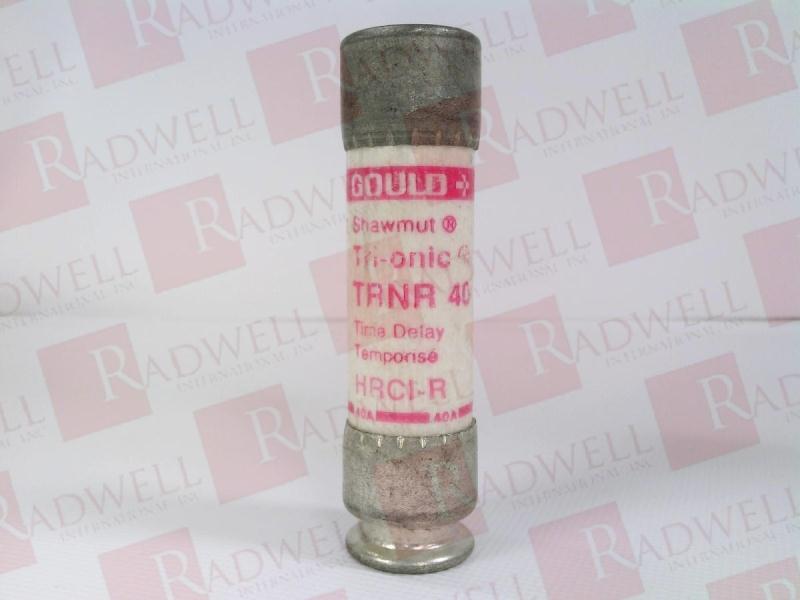 GOULD
Shawmut ®
Tri-onic ®
TRNR 40
Time Delay
Temporisé
HRCI-R
40A 40A
RADWELL
INTERNATIONAL, INC